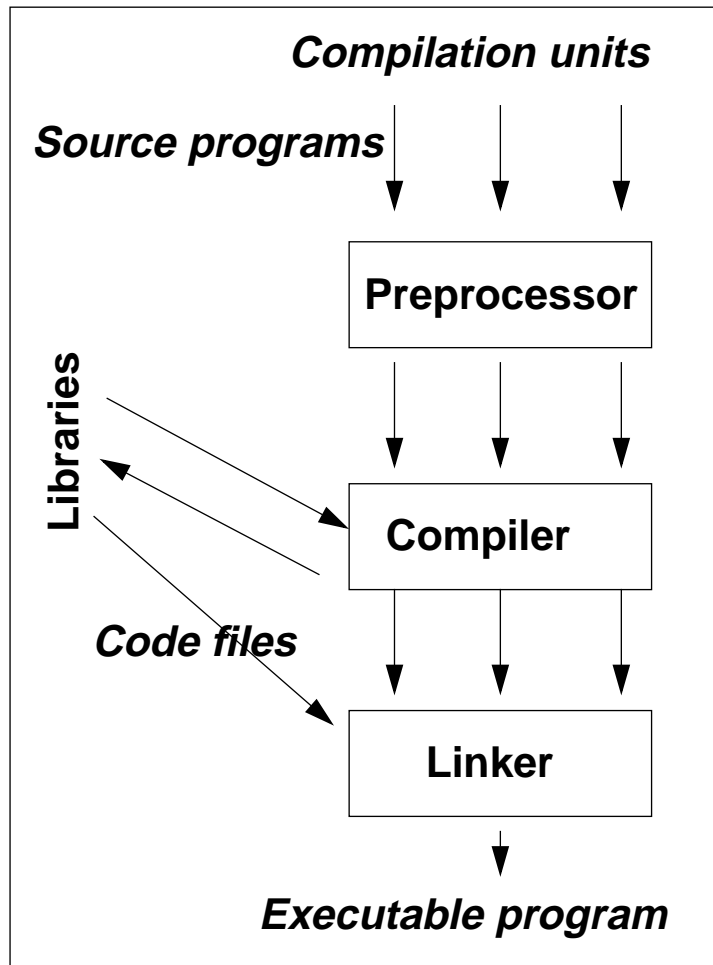 Compilation units
Source programs
Preprocessor
Libraries
Compiler
Code files
Linker
Executable program